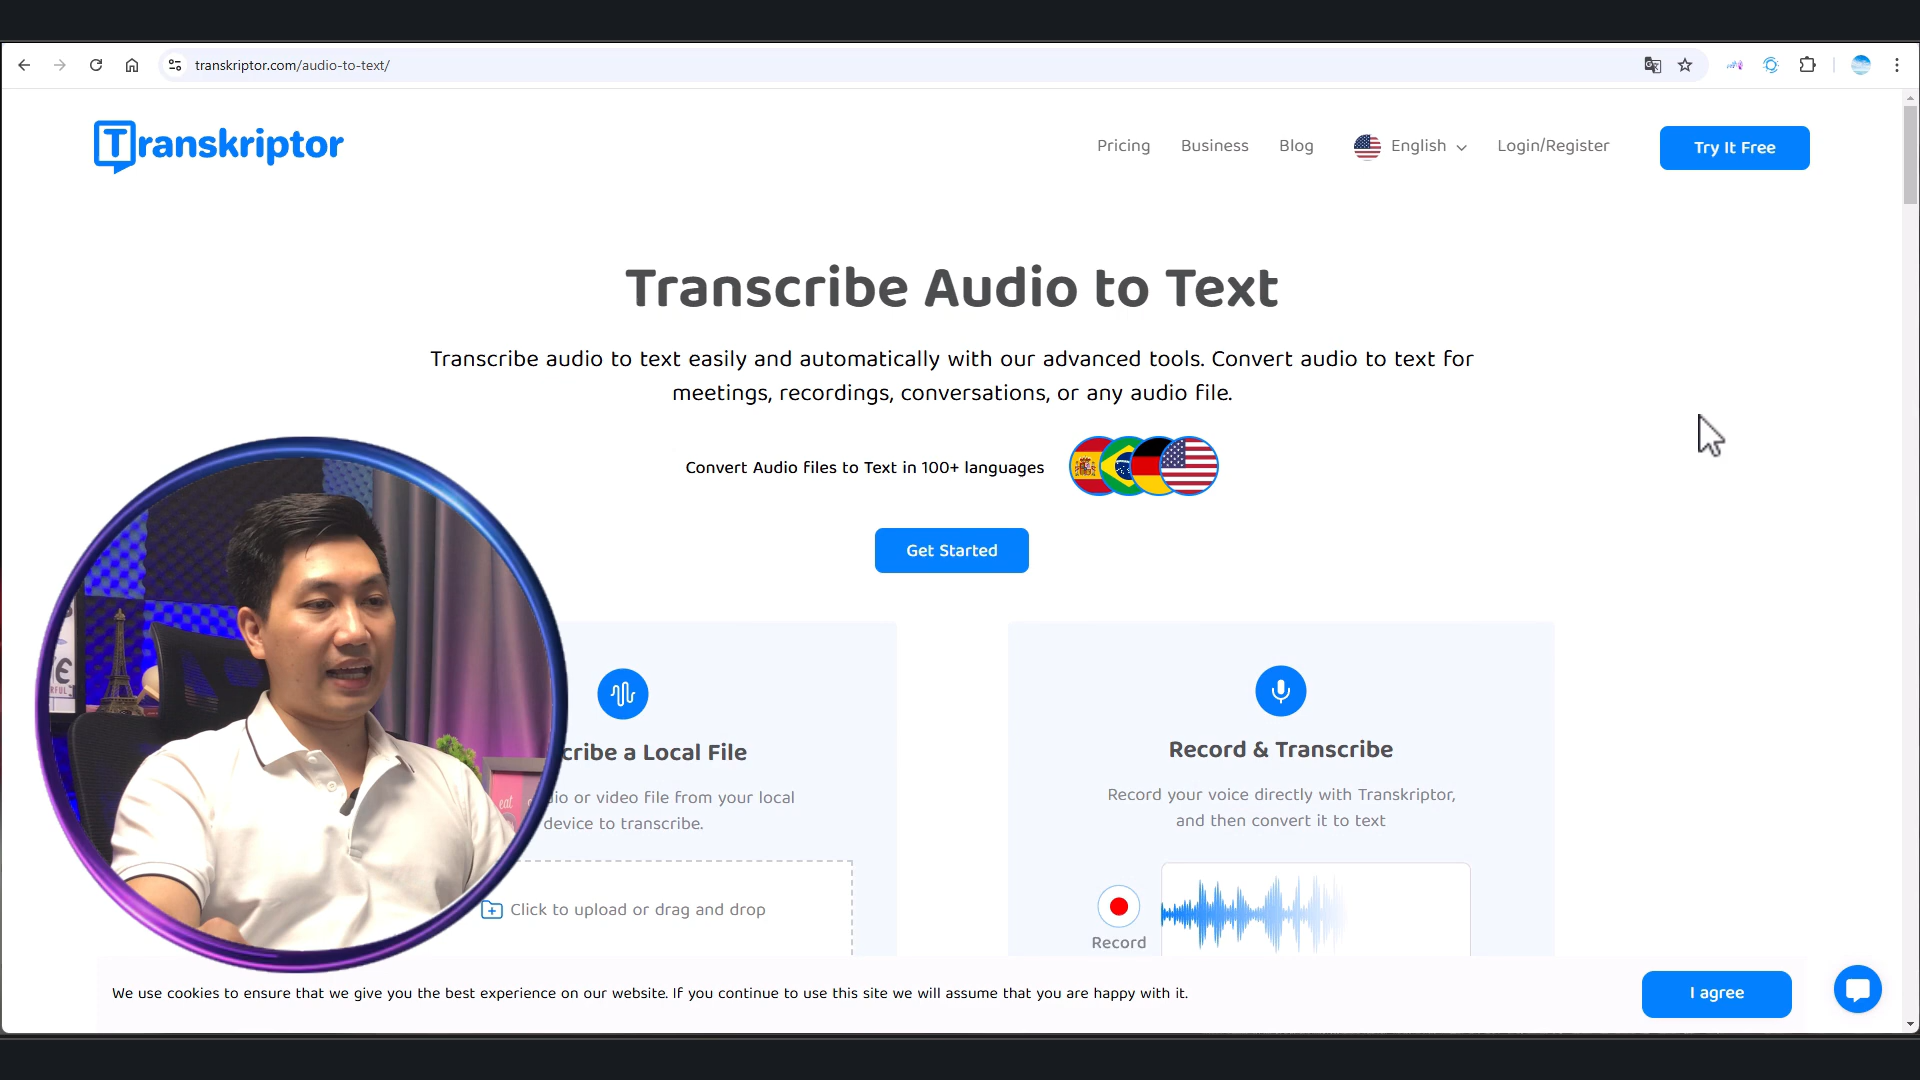 transkriptor.com/audio-to-text/
Transkriptor
Pricing
Business
Blog
English
Login/Register
Try It Free
Transcribe Audio to Text
Transcribe audio to text easily and automatically with our advanced tools. Convert audio to text for
meetings, recordings, conversations, or any audio file.
Convert Audio files to Text in 100+ languages
Get Started
cribe a Local File
io or video file from your local
device to transcribe.
Click to upload or drag and drop
Record & Transcribe
Record your voice directly with Transkriptor,
and then convert it to text
Record
eat
We use cookies to ensure that we give you the best experience on our website. If you continue to use this site we will assume that you are happy with it.
I agree